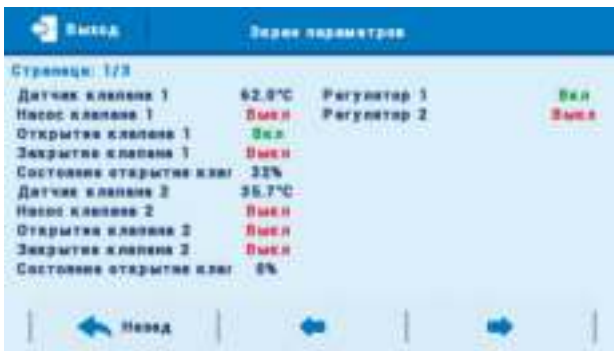 Выход
Экран параметров
Страница: 1/3
Датчик клапана 1 62.0°C Регулятор 1 Вкл
Насос клапана 1 Выкл Регулятор 2 Выкл
Открытие клапана 1 Вкл
Закрытие клапана 1 Выкл
Состояние открытия клап 33%
Датчик клапана 2 35.7°C
Насос клапана 2 Выкл
Открытие клапана 2 Выкл
Закрытие клапана 2 Выкл
Состояние открытия клап 0%
Назад